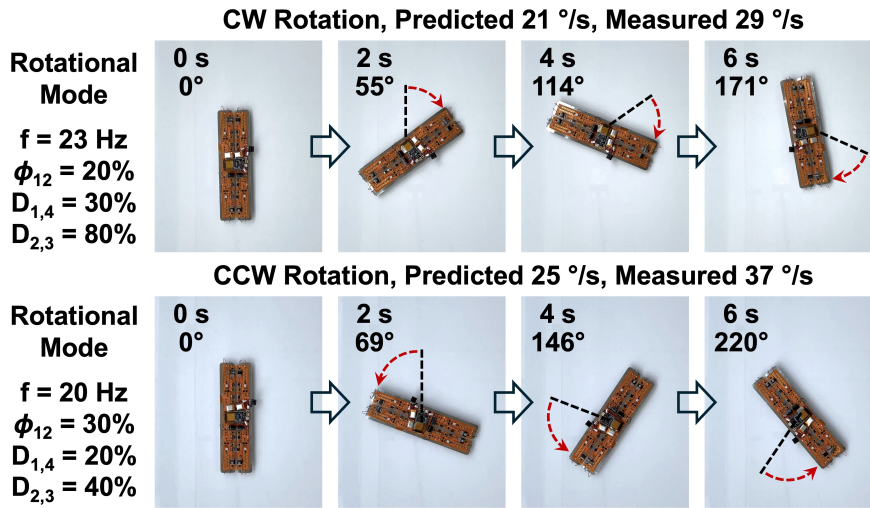 CW Rotation, Predicted 21 °/s, Measured 29 °/s
Rotational
Mode
f = 23 Hz
ϕ12 = 20%
D1,4 = 30%
D2,3 = 80%
0 s
0°
2 s
55°
4 s
114°
6 s
171°
CCW Rotation, Predicted 25 °/s, Measured 37 °/s
Rotational
Mode
f = 20 Hz
ϕ12 = 30%
D1,4 = 20%
D2,3 = 40%
0 s
0°
2 s
69°
4 s
146°
6 s
220°